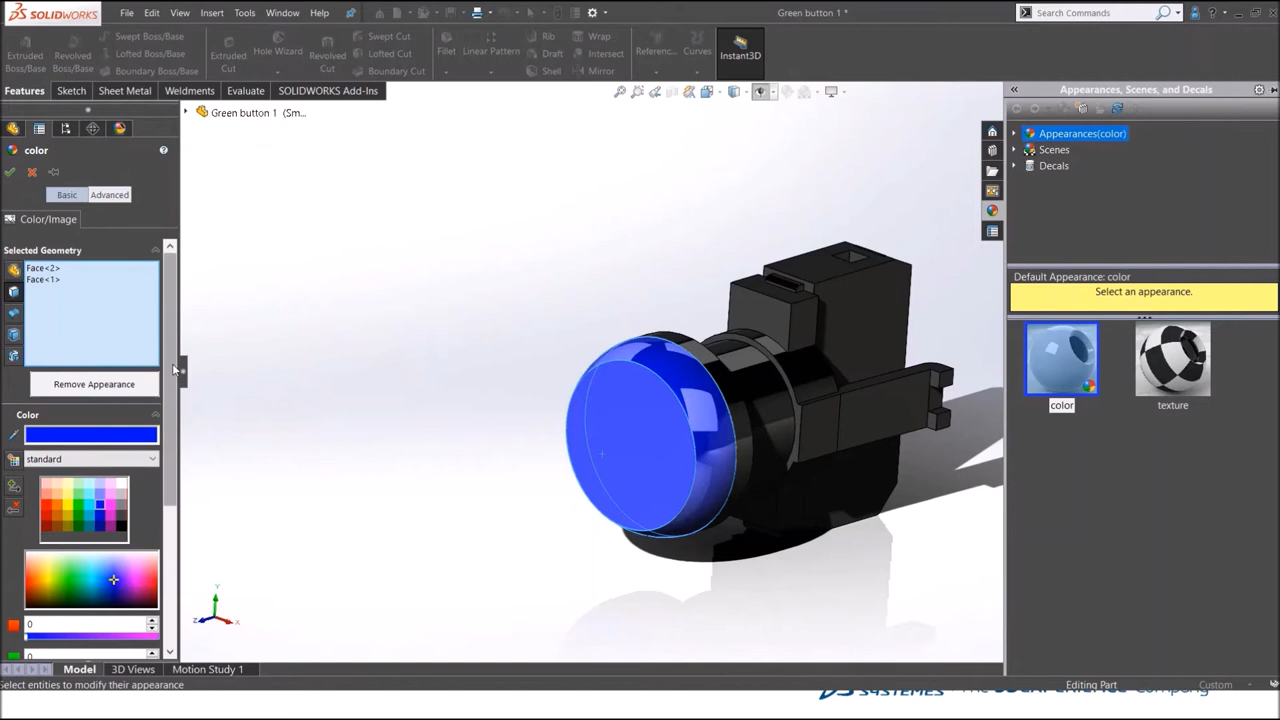 SOLIDWORKS
File Edit View Insert Tools Window Help
Green button 1 *
Search Commands
Extruded Boss/Base
Revolved Boss/Base
Swept Boss/Base
Lofted Boss/Base
Boundary Boss/Base
Extruded Cut
Hole Wizard
Revolved Cut
Swept Cut
Lofted Cut
Boundary Cut
Fillet
Linear Pattern
Rib
Draft
Shell
Wrap
Intersect
Mirror
Referenc...
Curves
Instant3D
Features Sketch Sheet Metal Weldments Evaluate SOLIDWORKS Add-Ins
Green button 1 (Sm...
color
Basic Advanced
Color/Image
Selected Geometry
Face<2>
Face<1>
Remove Appearance
Color
standard
0
0
Y
Z
X
Appearances, Scenes, and Decals
Appearances(color)
Scenes
Decals
Default Appearance: color
Select an appearance.
color
texture
Model 3D Views Motion Study 1
Select entities to modify their appearance
Editing Part
Custom